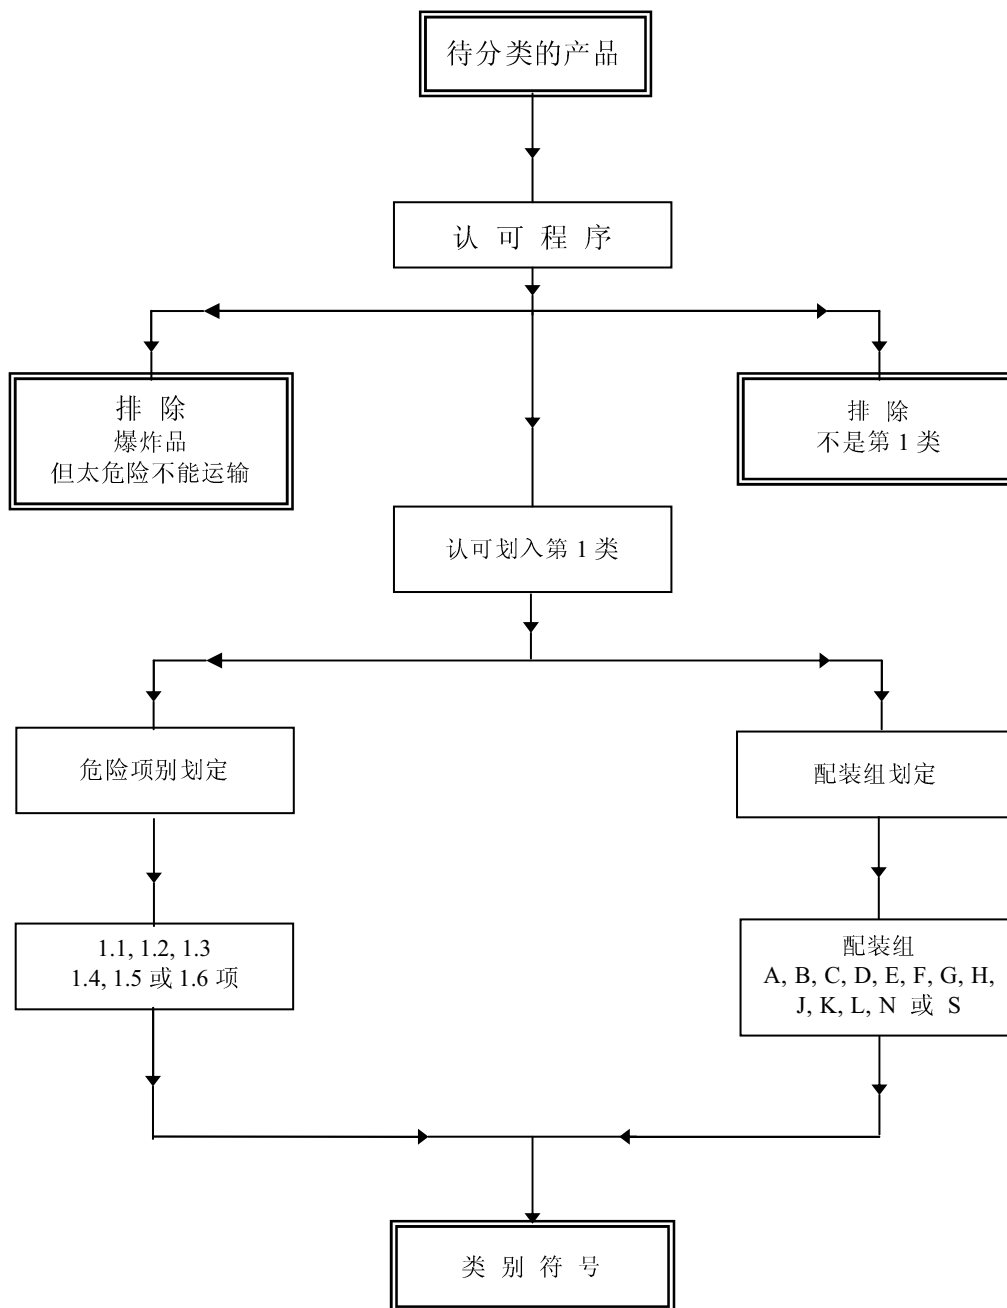 待分类的产品
认可程序
排除
爆炸品
但太危险不能运输
排除
不是第1类
认可划入第1类
危险项别划定
配装组划定
1.1, 1.2, 1.3
1.4, 1.5 或 1.6 项
配装组
A, B, C, D, E, F, G, H,
J, K, L, N 或 S
类别符号